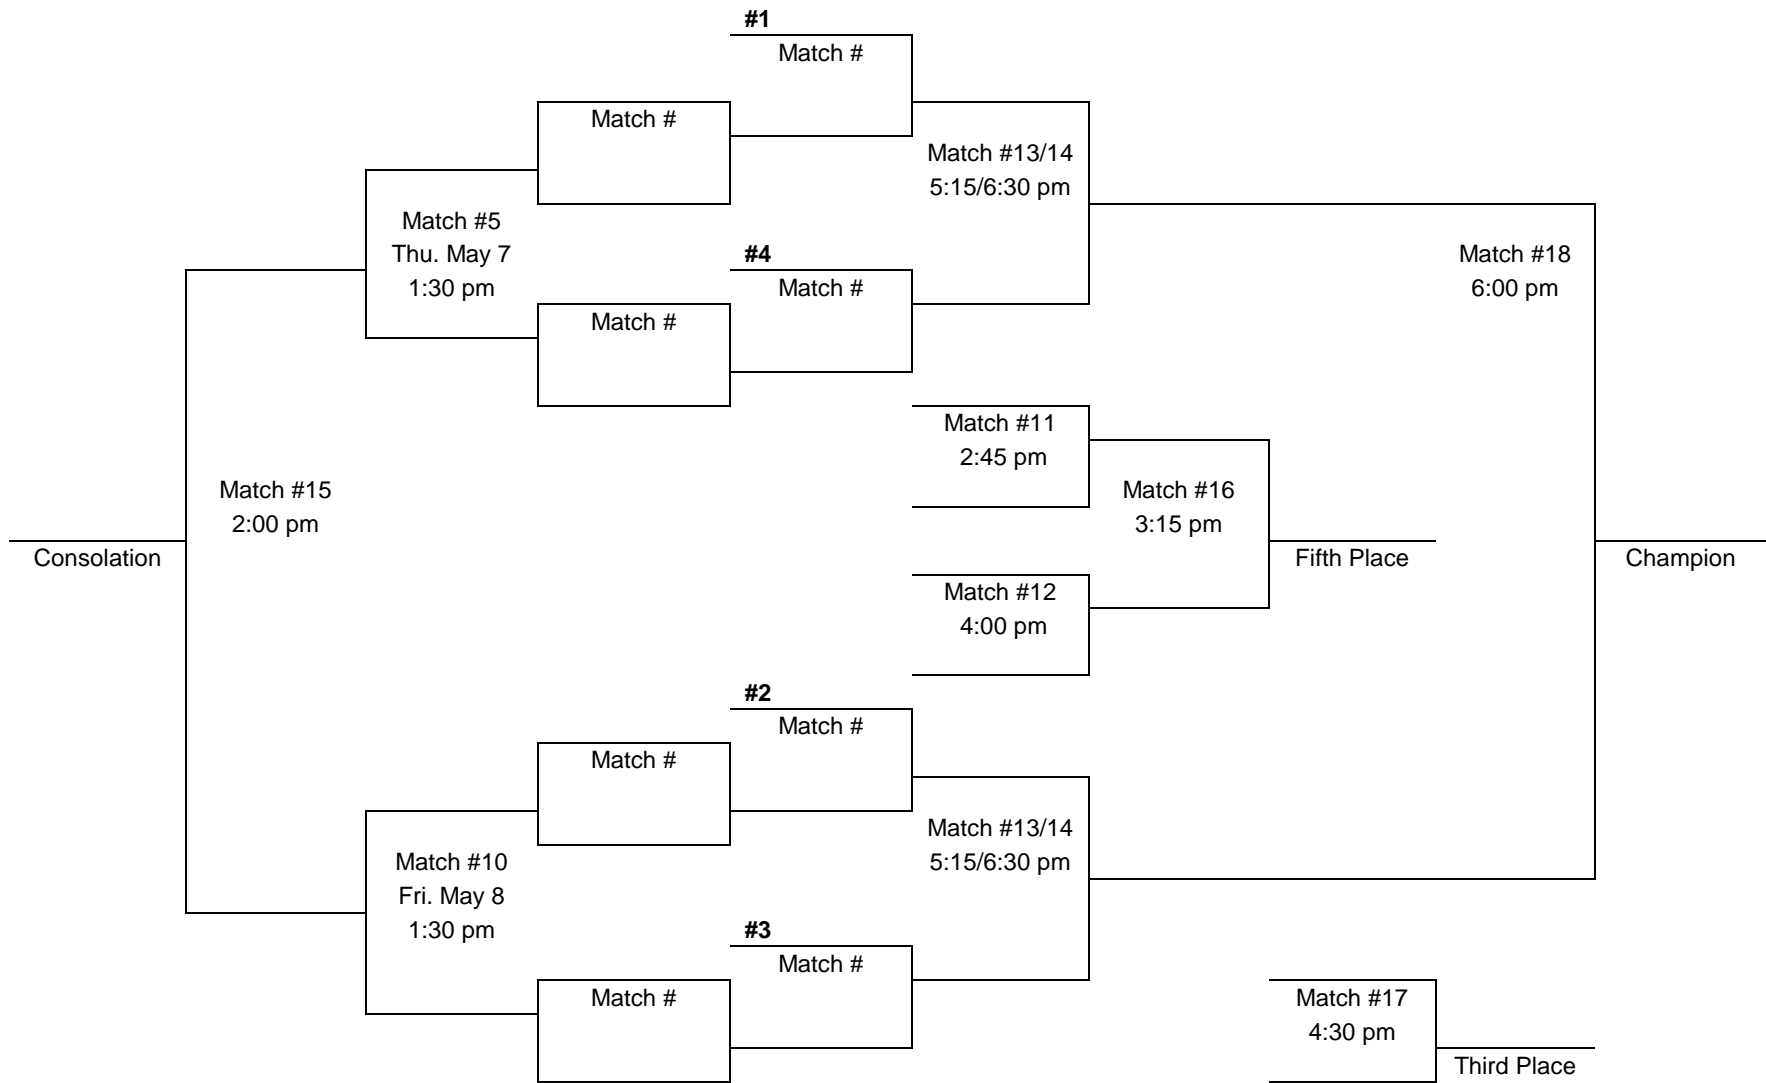 #1
Match #
Match #
Match #13/14
5:15/6:30 pm
Match #5
Thu. May 7
1:30 pm
#4
Match #
Match #
Match #18
6:00 pm
Match #11
2:45 pm
Match #15
2:00 pm
Match #16
3:15 pm
Consolation
Fifth Place
Champion
Match #12
4:00 pm
#2
Match #
Match #
Match #13/14
5:15/6:30 pm
Match #10
Fri. May 8
1:30 pm
#3
Match #
Match #
Match #17
4:30 pm
Third Place